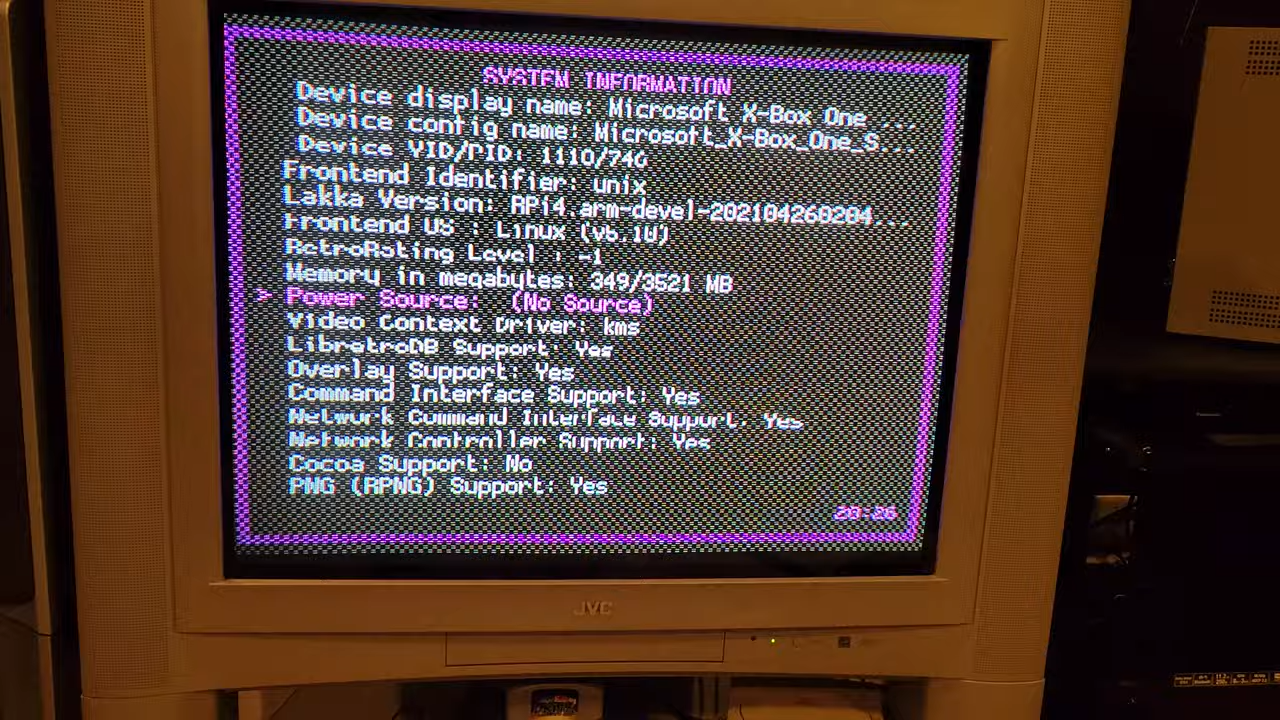 SYSTEM INFORMATION
Device display name: Microsoft X-Box One ...
Device config name: Microsoft_X-Box_One_S...
Device VID/PID: 1110/746
Frontend Identifier: unix
Lakka Version: RPi4.arm-devel-202104260204...
Frontend OS : Linux (v5.10)
RetroRating Level : -1
Memory in megabytes: 349/3521 MB
> Power Source: (No Source)
Video Context Driver: kms
LibretroDB Support: Yes
Overlay Support: Yes
Command Interface Support: Yes
Network Command Interface Support: Yes
Network Controller Support: Yes
Cocoa Support: No
PNG (RPNG) Support: Yes
20:26
JVC